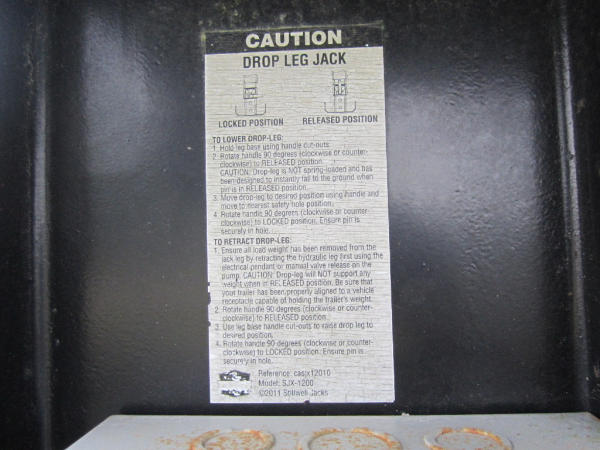 CAUTION
DROP LEG JACK
LOCKED POSITION
RELEASED POSITION
TO LOWER DROP-LEG:
1. Hold leg base using handle cut-outs.
2. Rotate handle 90 degrees (clockwise or counter-
clockwise) to RELEASED position.
CAUTION: Drop-leg is NOT spring-loaded and has
been designed to instantly fall to the ground when
pin is in RELEASED position.
3. Move drop-leg to desired position using handle and
move to nearest safety hole position.
4. Rotate handle 90 degrees (clockwise or counter-
clockwise) to LOCKED position. Ensure pin is
securely in hole.
TO RETRACT DROP-LEG:
1. Ensure all load weight has been removed from the
jack leg by retracting the hydraulic leg first using the
electrical pendant or manual valve release on the
pump. CAUTION: Drop-leg will NOT support any
weight when in RELEASED position. Be sure that
your trailer has been properly aligned to a vehicle
receptacle capable of holding the trailer's weight.
2. Rotate handle 90 degrees (clockwise or counter-
clockwise) to RELEASED position.
3. Use leg base handle cut-outs to raise drop leg to
desired position.
4. Rotate handle 90 degrees (clockwise or counter-
clockwise) to LOCKED position. Ensure pin is
securely in hole.
Reference: casjx12010
Model: SJX-1200
©2011 Stillwell Jacks